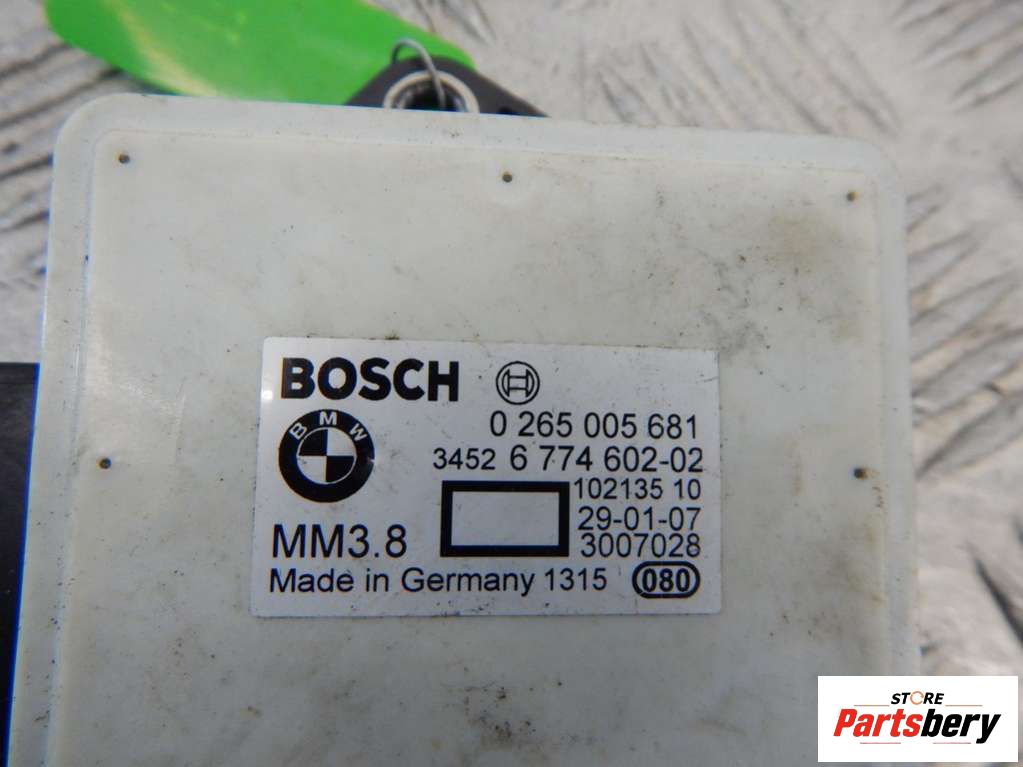 BOSCH
0 265 005 681
BMW
3452 6 774 602-02
102135 10
29-01-07
MM3.8
3007028
Made in Germany 1315 080
STORE
Partsbery